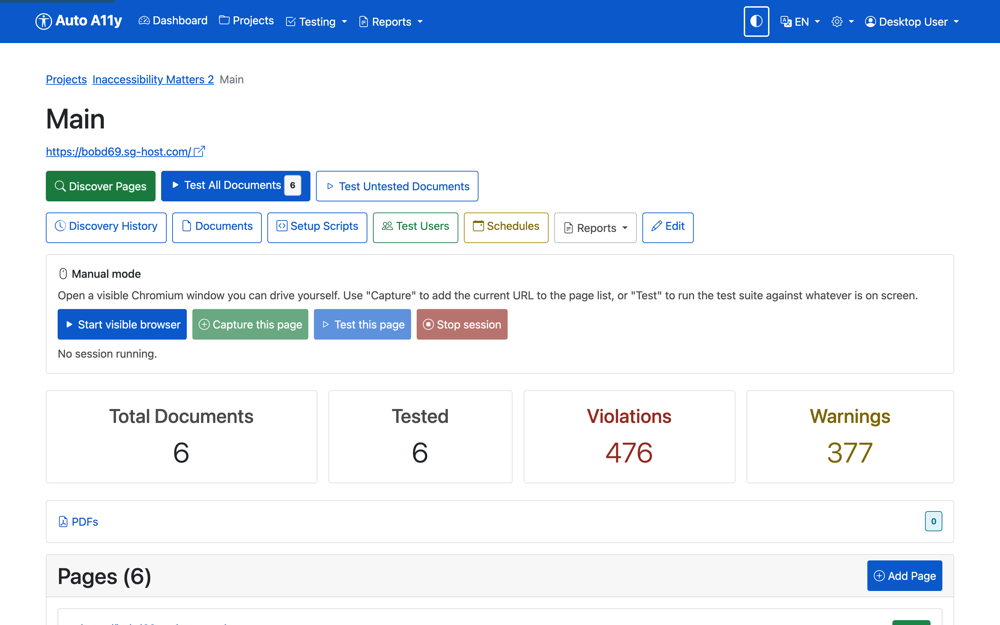 Auto A11y Dashboard Projects Testing Reports EN Desktop User
Projects Inaccessibility Matters 2 Main
Main
https://bobd69.sg-host.com/
Discover Pages Test All Documents 6 Test Untested Documents
Discovery History Documents Setup Scripts Test Users Schedules Reports Edit
Manual mode
Open a visible Chromium window you can drive yourself. Use "Capture" to add the current URL to the page list, or "Test" to run the test suite against whatever is on screen.
Start visible browser Capture this page Test this page Stop session
No session running.
Total Documents Tested Violations Warnings
6 6 476 377
PDFs 0
Pages (6) Add Page